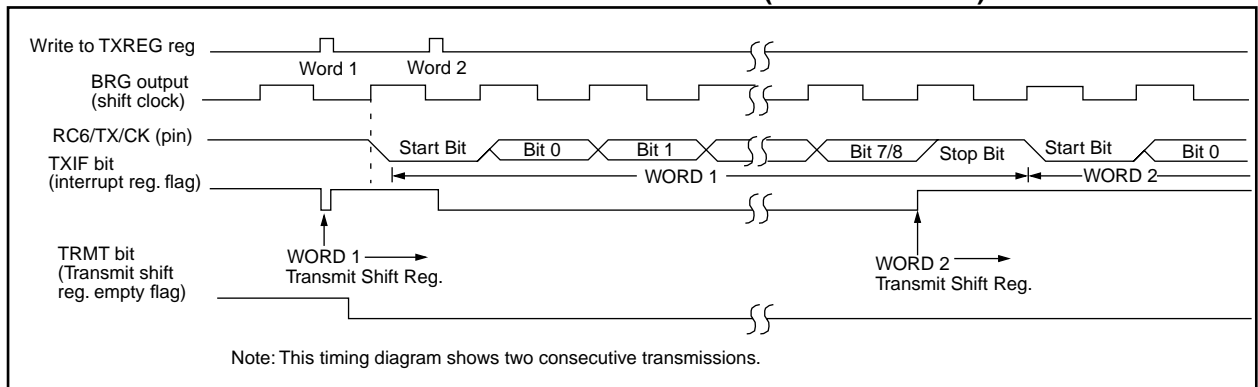 Write to TXREG reg
Word 1
Word 2
BRG output
(shift clock)
RC6/TX/CK (pin)
Start Bit
Bit 0
Bit 1
Bit 7/8
Stop Bit
Start Bit
Bit 0
TXIF bit
(interrupt reg. flag)
WORD 1
WORD 2
WORD 1
Transmit Shift Reg.
WORD 2
Transmit Shift Reg.
TRMT bit
(Transmit shift
reg. empty flag)
Note: This timing diagram shows two consecutive transmissions.